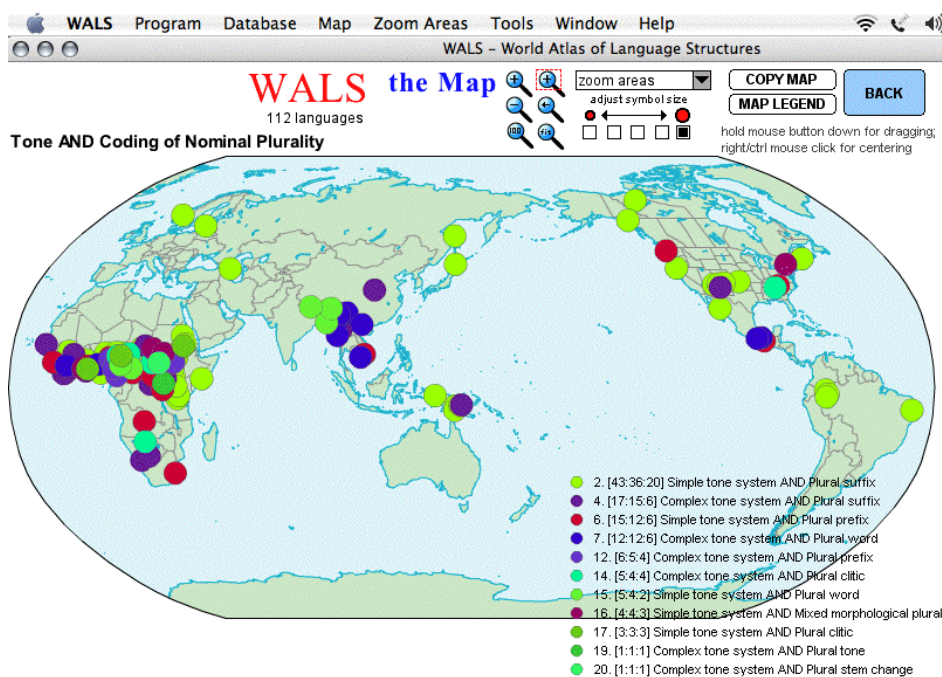 WALS Program Database Map Zoom Areas Tools Window Help
WALS – World Atlas of Language Structures
WALS the Map
112 languages
zoom areas
adjust symbol size
100
fit
COPY MAP
MAP LEGEND
BACK
hold mouse button down for dragging;
right/ctrl mouse click for centering
Tone AND Coding of Nominal Plurality
2. [43:36:20] Simple tone system AND Plural suffix
4. [17:15:6] Complex tone system AND Plural suffix
6. [15:12:6] Simple tone system AND Plural prefix
7. [12:12:6] Complex tone system AND Plural word
12. [6:5:4] Complex tone system AND Plural prefix
14. [5:4:4] Complex tone system AND Plural clitic
15. [5:4:2] Simple tone system AND Plural word
16. [4:4:3] Simple tone system AND Mixed morphological plural
17. [3:3:3] Simple tone system AND Plural clitic
19. [1:1:1] Complex tone system AND Plural tone
20. [1:1:1] Complex tone system AND Plural stem change